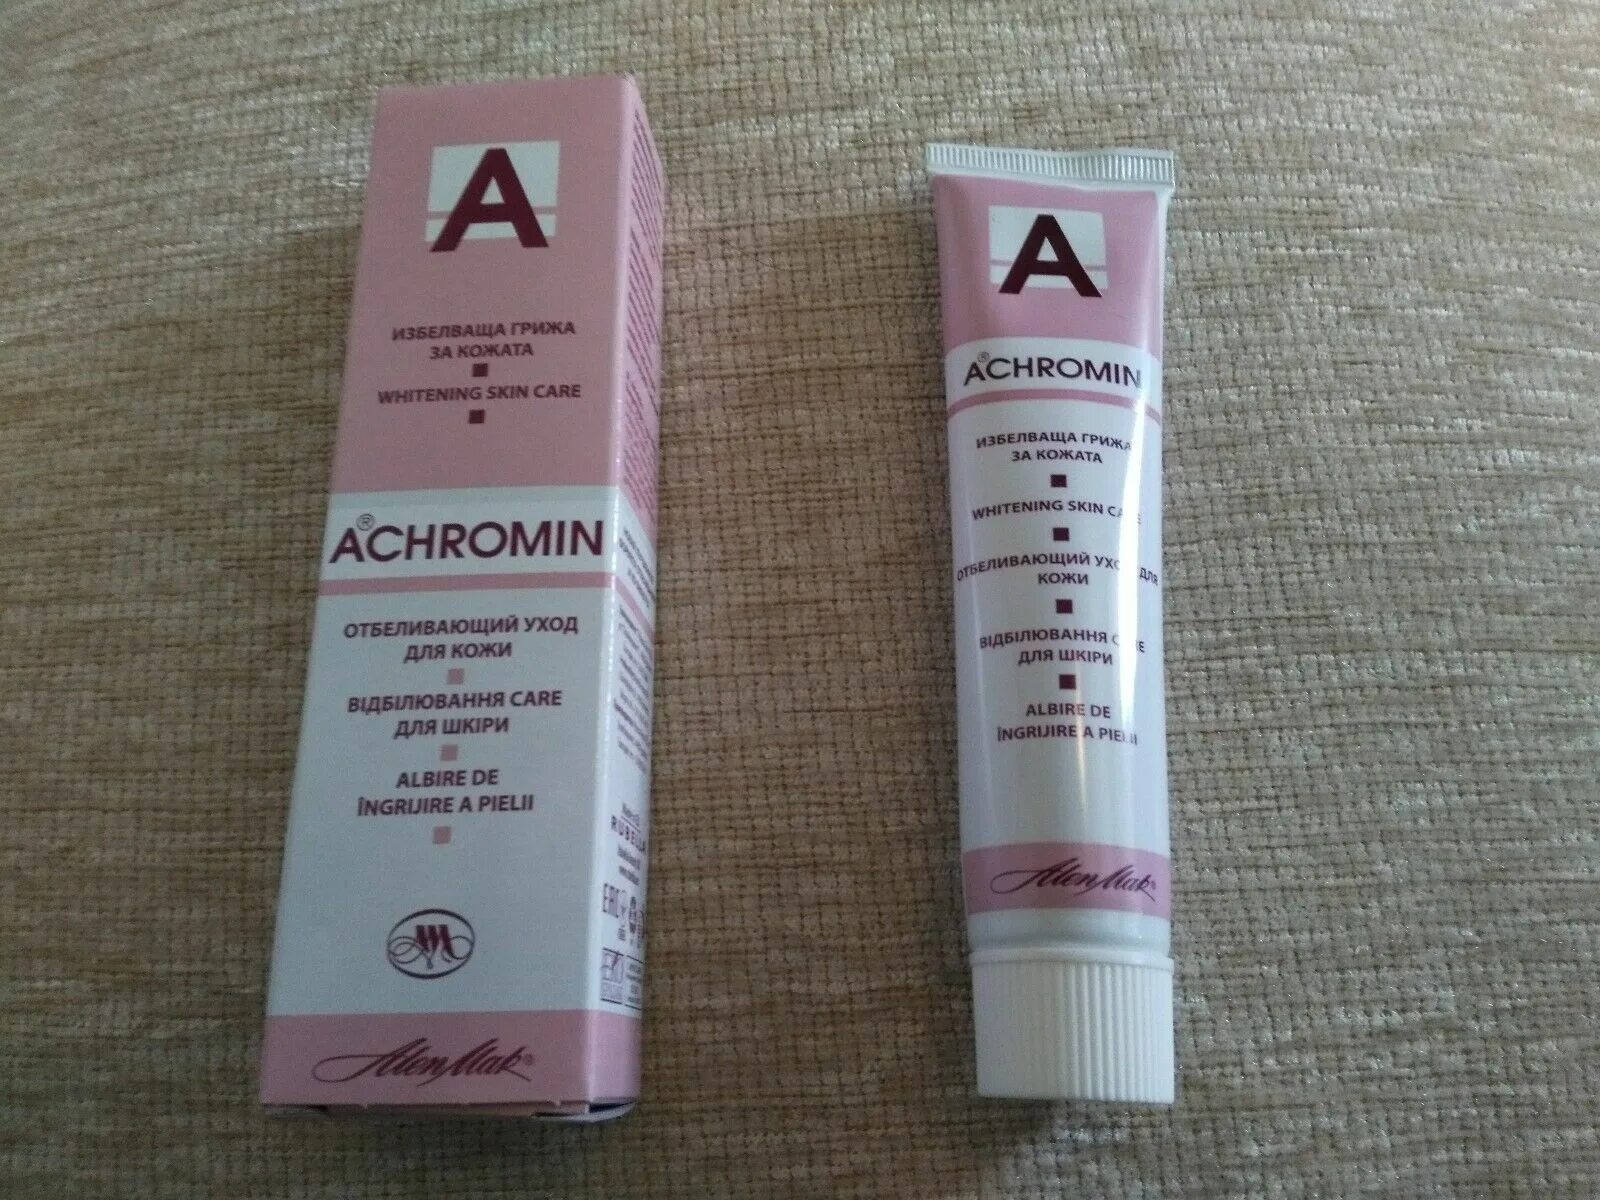 A
ИЗБЕЛВАЩА ГРИЖА
ЗА КОЖАТА
WHITENING SKIN CARE
ACHROMIN®
ОТБЕЛИВАЮЩИЙ УХОД
ДЛЯ КОЖИ
ВІДБІЛЮВАННЯ CARE
ДЛЯ ШКІРИ
ALBIRE DE
ÎNGRIJIRE A PIELII
AlenMak®
RUBELLA
EAC
A
ACHROMIN®
ИЗБЕЛВАЩА ГРИЖА
ЗА КОЖАТА
WHITENING SKIN CARE
ОТБЕЛИВАЮЩИЙ УХОД ДЛЯ
КОЖИ
ВІДБІЛЮВАННЯ CARE
ДЛЯ ШКІРИ
ALBIRE DE
ÎNGRIJIRE A PIELII
AlenMak®